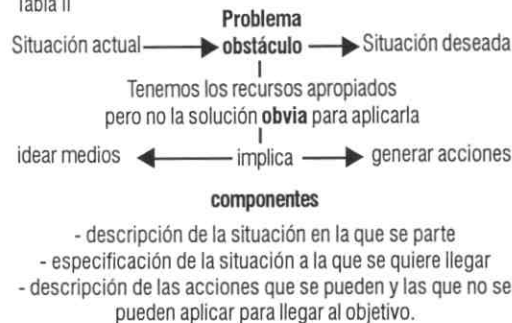 Tabla II
Problema
Situación actual obstáculo Situación deseada
Tenemos los recursos apropiados
pero no la solución obvia para aplicarla
idear medios implica generar acciones
componentes
- descripción de la situación en la que se parte
- especificación de la situación a la que se quiere llegar
- descripción de las acciones que se pueden y las que no se
pueden aplicar para llegar al objetivo.